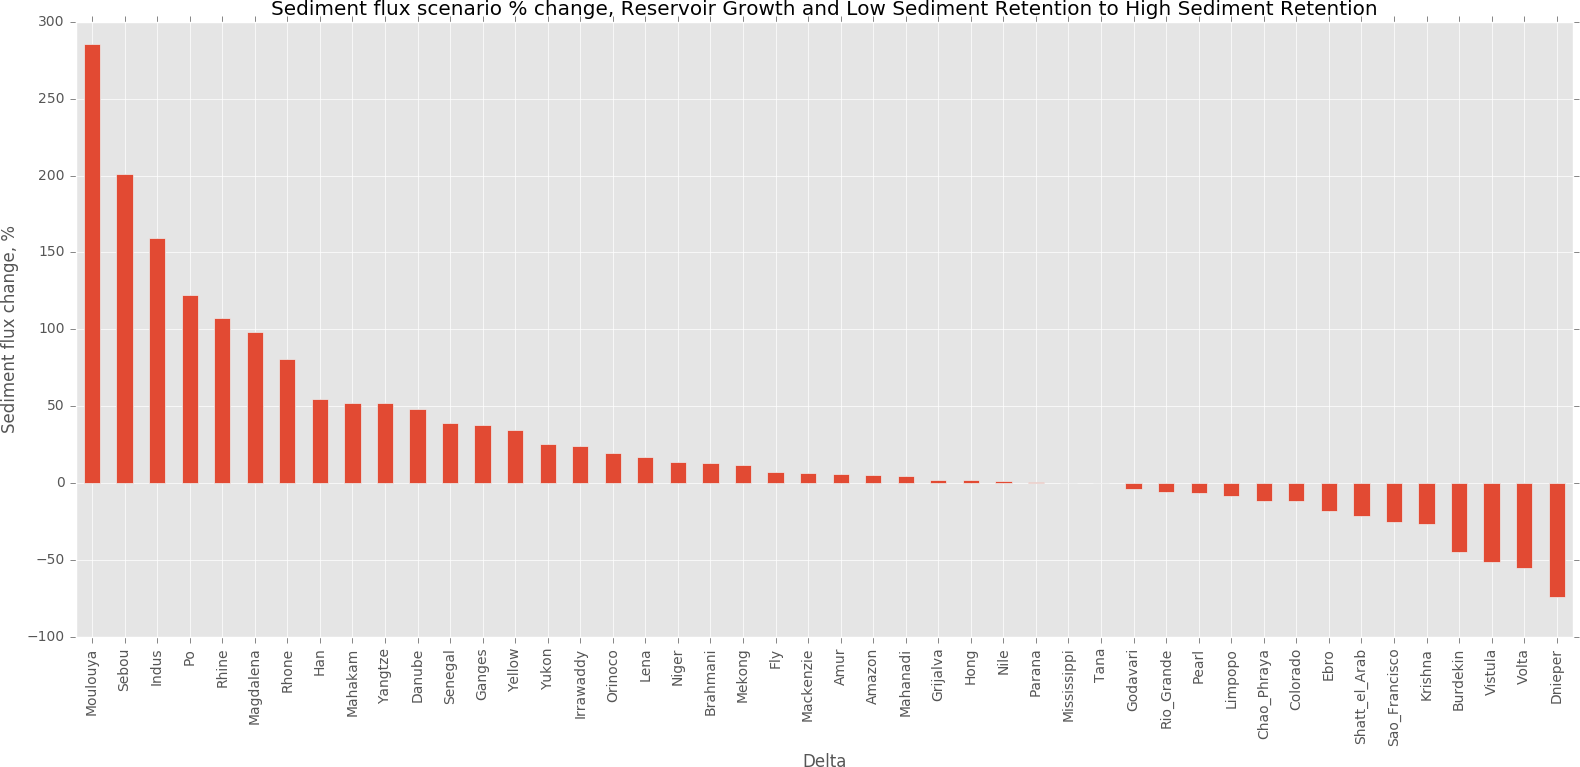 Sediment flux scenario % change, Reservoir Growth and Low Sediment Retention to High Sediment Retention
Sediment flux change, %
300
250
200
150
100
50
0
−50
−100
Moulouya
Sebou
Indus
Po
Rhine
Magdalena
Rhone
Han
Mahakam
Yangtze
Danube
Senegal
Ganges
Yellow
Yukon
Irrawaddy
Orinoco
Lena
Niger
Brahmani
Mekong
Fly
Mackenzie
Amur
Amazon
Mahanadi
Grijalva
Hong
Nile
Parana
Mississippi
Tana
Godavari
Rio_Grande
Pearl
Limpopo
Chao_Phraya
Colorado
Ebro
Shatt_el_Arab
Sao_Francisco
Krishna
Burdekin
Vistula
Volta
Dnieper
Delta